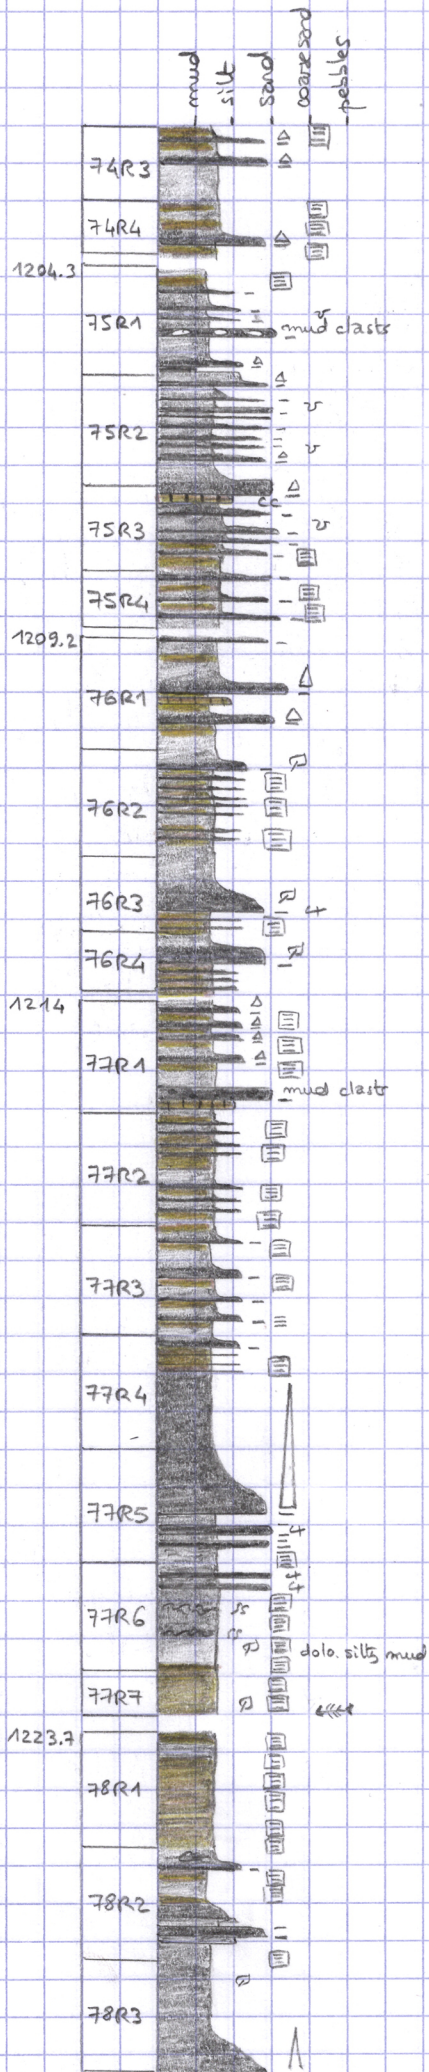 mud
silt
sand
coarse sand
pebbles
74R3
74R4
1204.3
75R1
mud clasts
75R2
75R3
cc
75R4
1209.2
76R1
76R2
76R3
76R4
1214
77R1
mud clasts
77R2
77R3
77R4
77R5
77R6
dolo. silty mud
77R7
1223.7
78R1
78R2
78R3